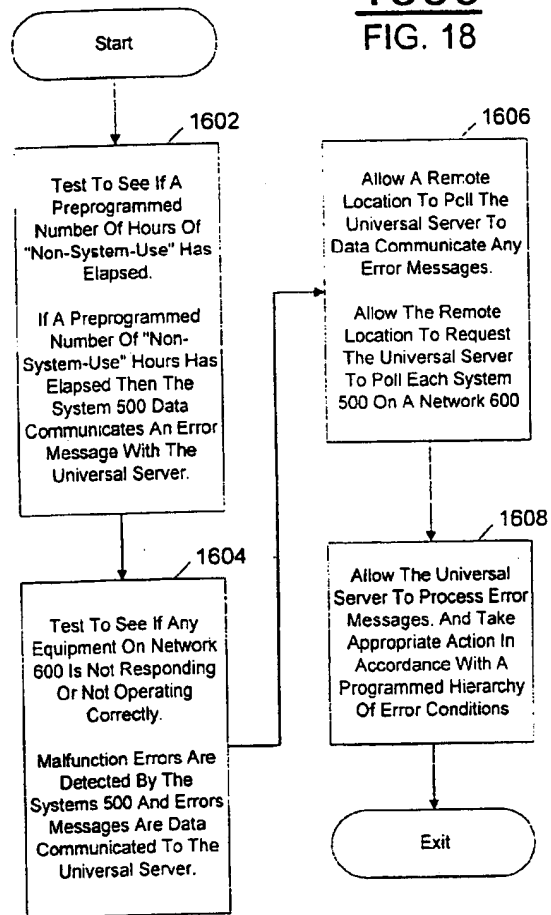 FIG. 18
Start
1602
Test To See If A
Preprogrammed
Number Of Hours Of
"Non-System-Use" Has
Elapsed.
If A Preprogrammed
Number Of "Non-
System-Use" Hours Has
Elapsed Then The
System 500 Data
Communicates An Error
Message With The
Universal Server.
1604
Test To See If Any
Equipment On Network
600 Is Not Responding
Or Not Operating
Correctly.
Malfunction Errors Are
Detected By The
Systems 500 And Errors
Messages Are Data
Communicated To The
Universal Server.
1606
Allow A Remote
Location To Poll The
Universal Server To
Data Communicate Any
Error Messages.
Allow The Remote
Location To Request
The Universal Server
To Poll Each System
500 On A Network 600
1608
Allow The Universal
Server To Process Error
Messages. And Take
Appropriate Action In
Accordance With A
Programmed Hierarchy
Of Error Conditions
Exit